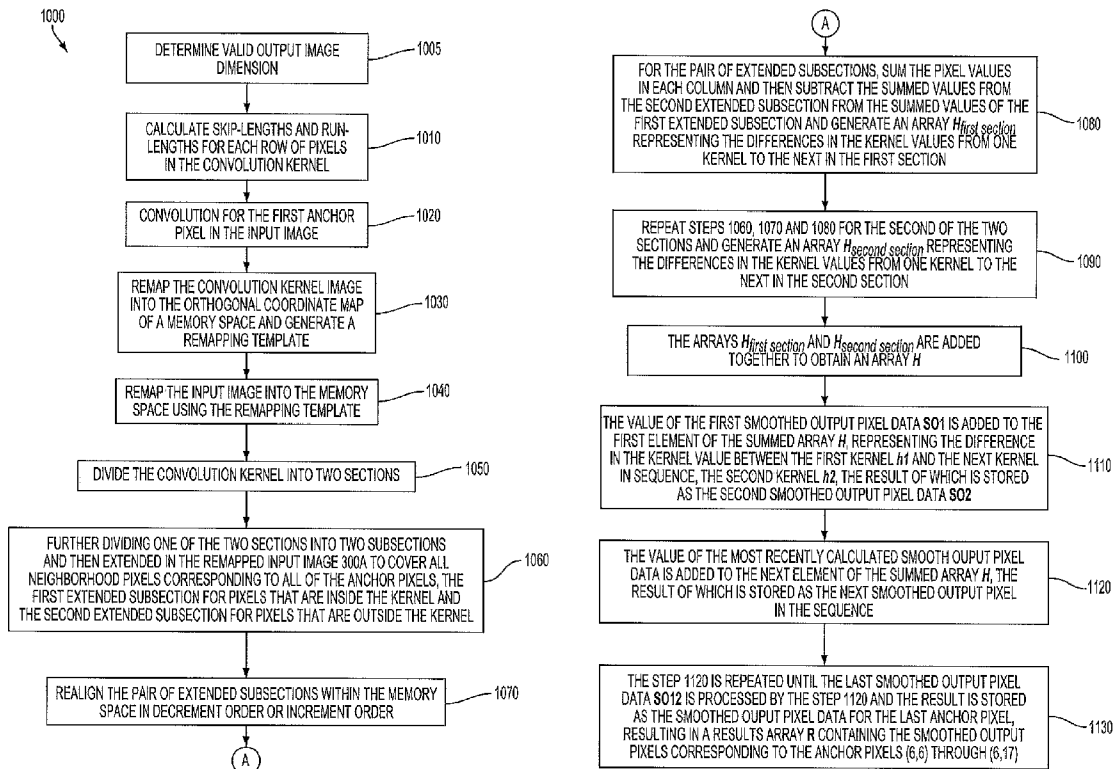 1000
DETERMINE VALID OUTPUT IMAGE
DIMENSION
1005
CALCULATE SKIP-LENGTHS AND RUN-
LENGTHS FOR EACH ROW OF PIXELS
IN THE CONVOLUTION KERNEL
1010
CONVOLUTION FOR THE FIRST ANCHOR
PIXEL IN THE INPUT IMAGE
1020
REMAP THE CONVOLUTION KERNEL IMAGE
INTO THE ORTHOGONAL COORDINATE MAP
OF A MEMORY SPACE AND GENERATE A
REMAPPING TEMPLATE
1030
REMAP THE INPUT IMAGE INTO THE MEMORY
SPACE USING THE REMAPPING TEMPLATE
1040
DIVIDE THE CONVOLUTION KERNEL INTO TWO SECTIONS
1050
FURTHER DIVIDING ONE OF THE TWO SECTIONS INTO TWO SUBSECTIONS
AND THEN EXTENDED IN THE REMAPPED INPUT IMAGE 300A TO COVER ALL
NEIGHBORHOOD PIXELS CORRESPONDING TO ALL OF THE ANCHOR PIXELS, THE
FIRST EXTENDED SUBSECTION FOR PIXELS THAT ARE INSIDE THE KERNEL AND
THE SECOND EXTENDED SUBSECTION FOR PIXELS THAT ARE OUTSIDE THE KERNEL
1060
REALIGN THE PAIR OF EXTENDED SUBSECTIONS WITHIN THE MEMORY
SPACE IN DECREMENT ORDER OR INCREMENT ORDER
1070
A
A
FOR THE PAIR OF EXTENDED SUBSECTIONS, SUM THE PIXEL VALUES
IN EACH COLUMN AND THEN SUBTRACT THE SUMMED VALUES FROM
THE SECOND EXTENDED SUBSECTION FROM THE SUMMED VALUES OF THE
FIRST EXTENDED SUBSECTION AND GENERATE AN ARRAY Hfirst section
REPRESENTING THE DIFFERENCES IN THE KERNEL VALUES FROM ONE
KERNEL TO THE NEXT IN THE FIRST SECTION
1080
REPEAT STEPS 1060, 1070 AND 1080 FOR THE SECOND OF THE TWO
SECTIONS AND GENERATE AN ARRAY Hsecond section REPRESENTING
THE DIFFERENCES IN THE KERNEL VALUES FROM ONE KERNEL TO THE
NEXT IN THE SECOND SECTION
1090
THE ARRAYS Hfirst section AND Hsecond section ARE ADDED
TOGETHER TO OBTAIN AN ARRAY H
1100
THE VALUE OF THE FIRST SMOOTHED OUTPUT PIXEL DATA SO1 IS ADDED TO THE
FIRST ELEMENT OF THE SUMMED ARRAY H, REPRESENTING THE DIFFERENCE
IN THE KERNEL VALUE BETWEEN THE FIRST KERNEL h1 AND THE NEXT KERNEL
IN SEQUENCE, THE SECOND KERNEL h2, THE RESULT OF WHICH IS STORED
AS THE SECOND SMOOTHED OUTPUT PIXEL DATA SO2
1110
THE VALUE OF THE MOST RECENTLY CALCULATED SMOOTH OUPUT PIXEL
DATA IS ADDED TO THE NEXT ELEMENT OF THE SUMMED ARRAY H, THE
RESULT OF WHICH IS STORED AS THE NEXT SMOOTHED OUTPUT PIXEL
IN THE SEQUENCE
1120
THE STEP 1120 IS REPEATED UNTIL THE LAST SMOOTHED OUTPUT PIXEL
DATA SO12 IS PROCESSED BY THE STEP 1120 AND THE RESULT IS STORED
AS THE SMOOTHED OUPUT PIXEL DATA FOR THE LAST ANCHOR PIXEL,
RESULTING IN A RESULTS ARRAY R CONTAINING THE SMOOTHED OUTPUT
PIXELS CORRESPONDING TO THE ANCHOR PIXELS (6,6) THROUGH (6,17)
1130